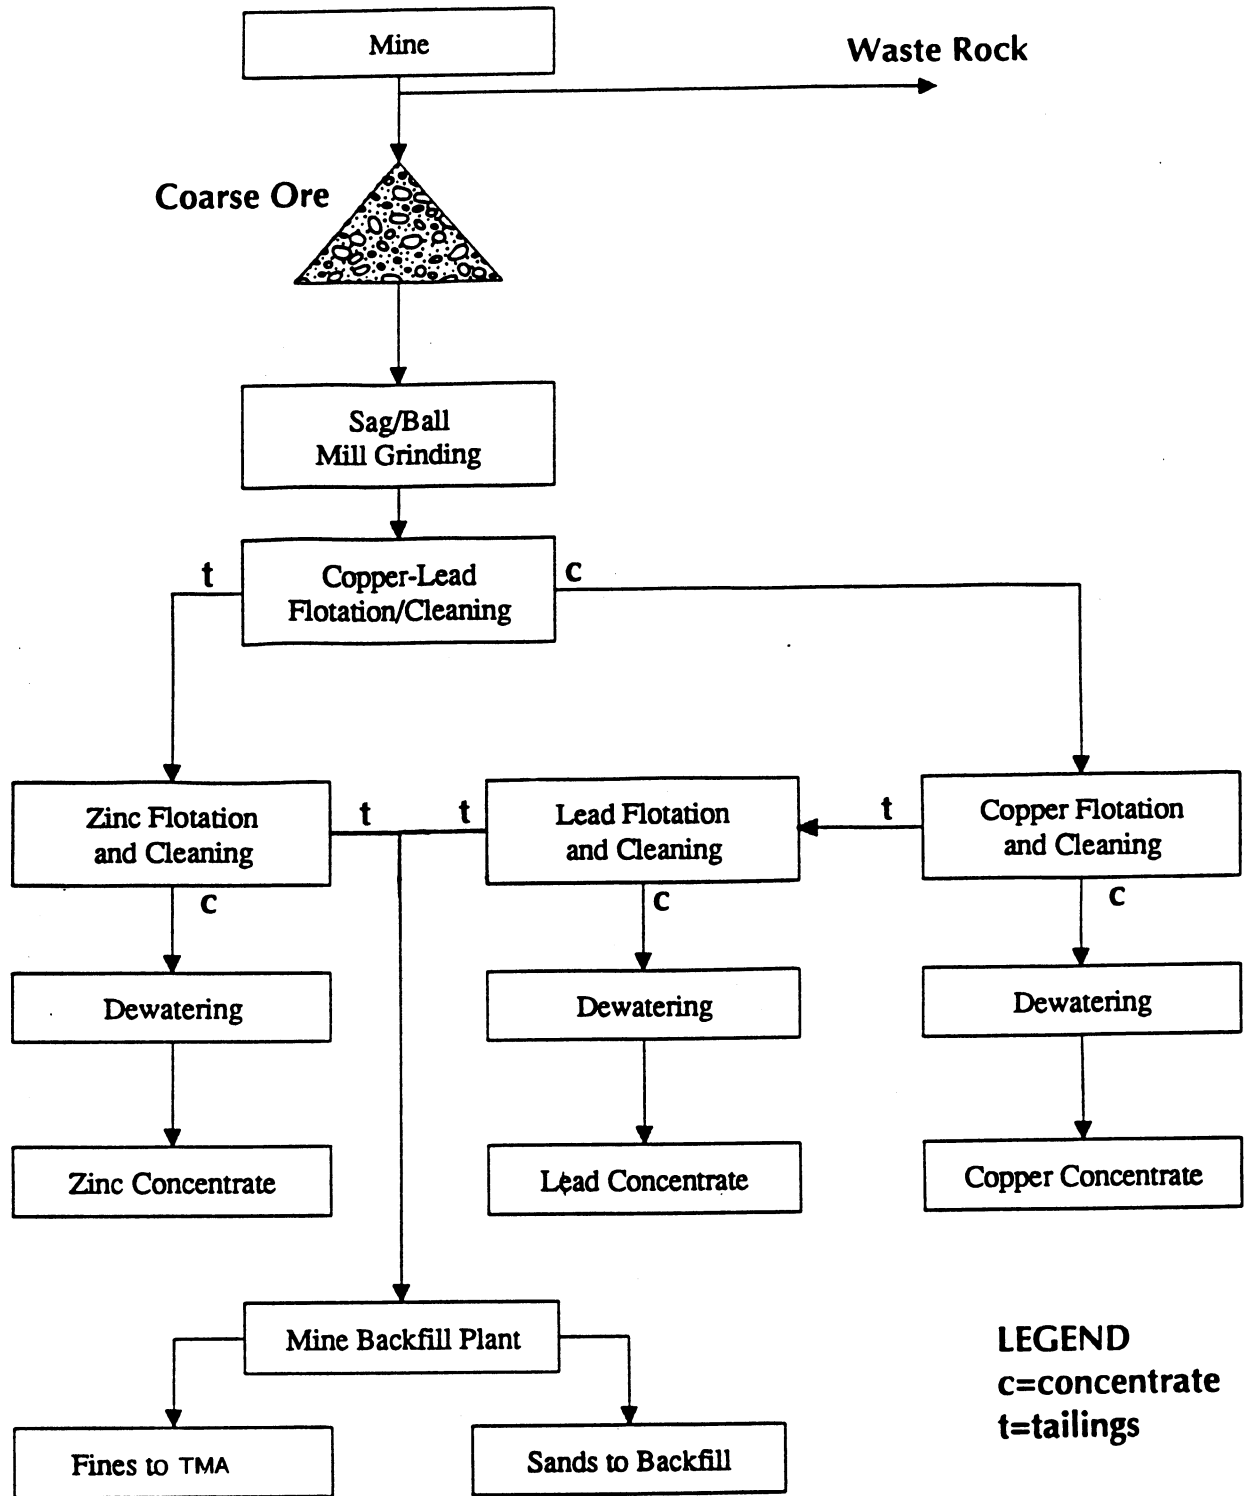 Mine
Waste Rock
Coarse Ore
Sag/Ball
Mill Grinding
t
c
Copper-Lead
Flotation/Cleaning
Zinc Flotation
and Cleaning
t
t
Lead Flotation
and Cleaning
t
Copper Flotation
and Cleaning
c
c
c
Dewatering
Dewatering
Dewatering
Zinc Concentrate
Lead Concentrate
Copper Concentrate
Mine Backfill Plant
Fines to TMA
Sands to Backfill
LEGEND
c=concentrate
t=tailings